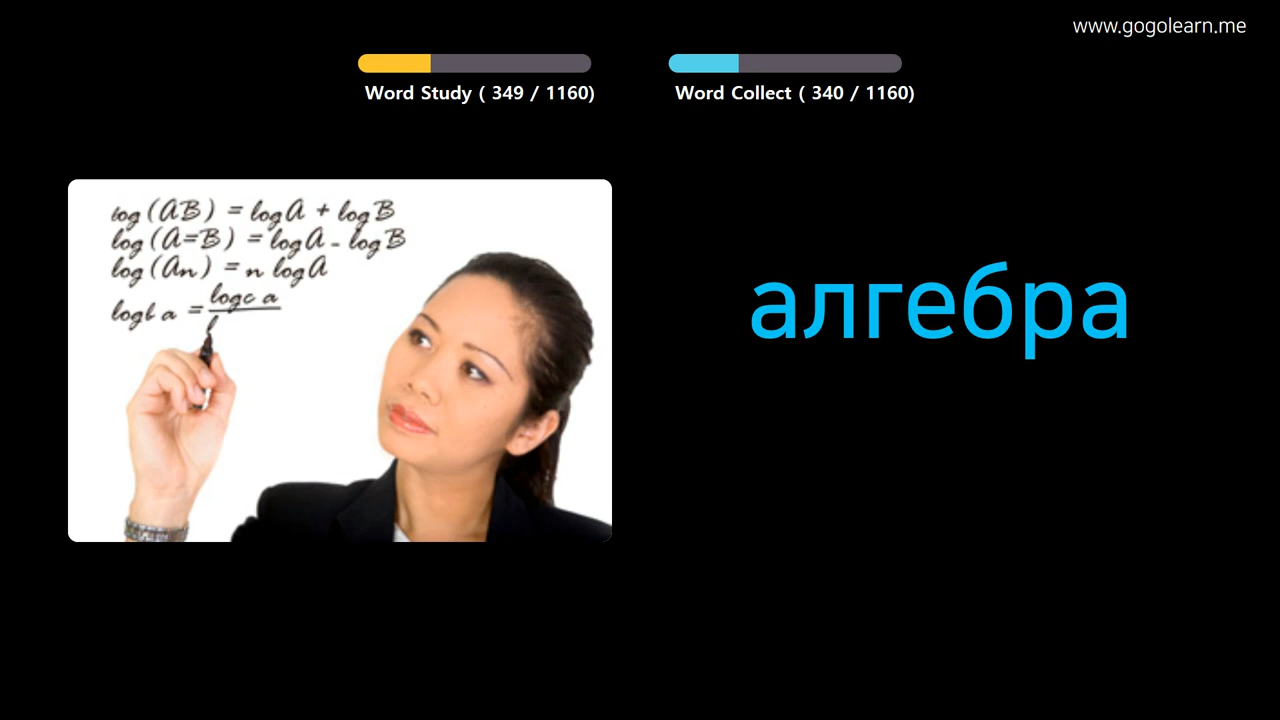 www.gogolearn.me
Word Study ( 349 / 1160)
Word Collect ( 340 / 1160)
log (AB) = log A + log B
log (A=B) = log A - log B
log (An) = n log A
logb a = logc a
алгебра